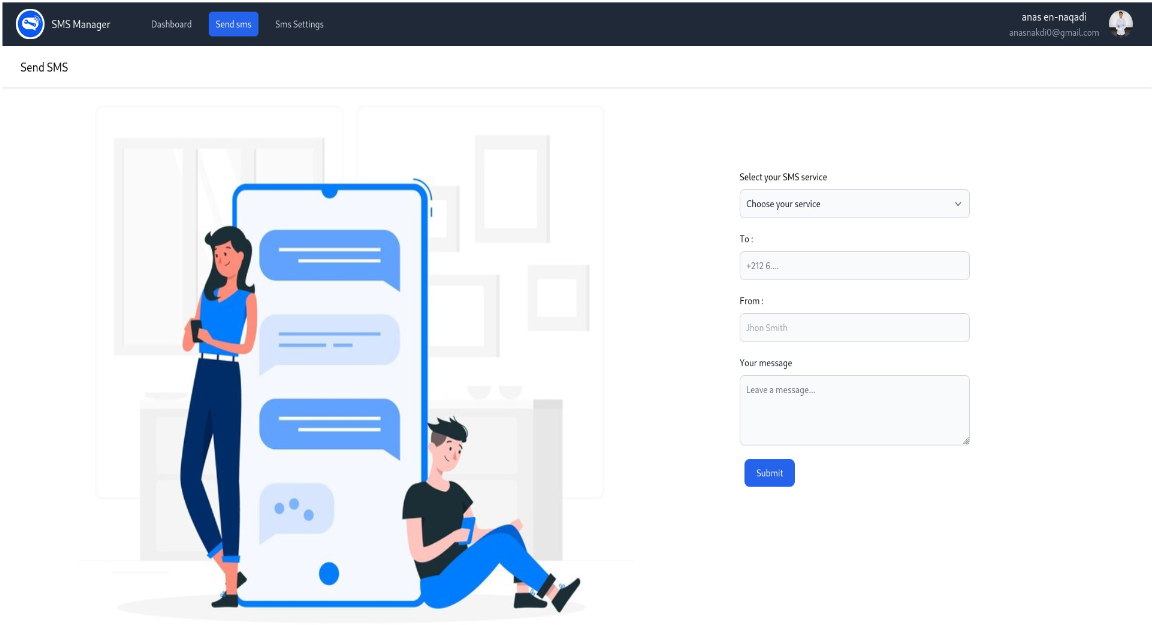 SMS Manager
Dashboard
Send sms
Sms Settings
anas en-naqadi
anasnakdi0@gmail.com
Send SMS
Select your SMS service
Choose your service
To :
+212 6....
From :
Jhon Smith
Your message
Leave a message...
Submit